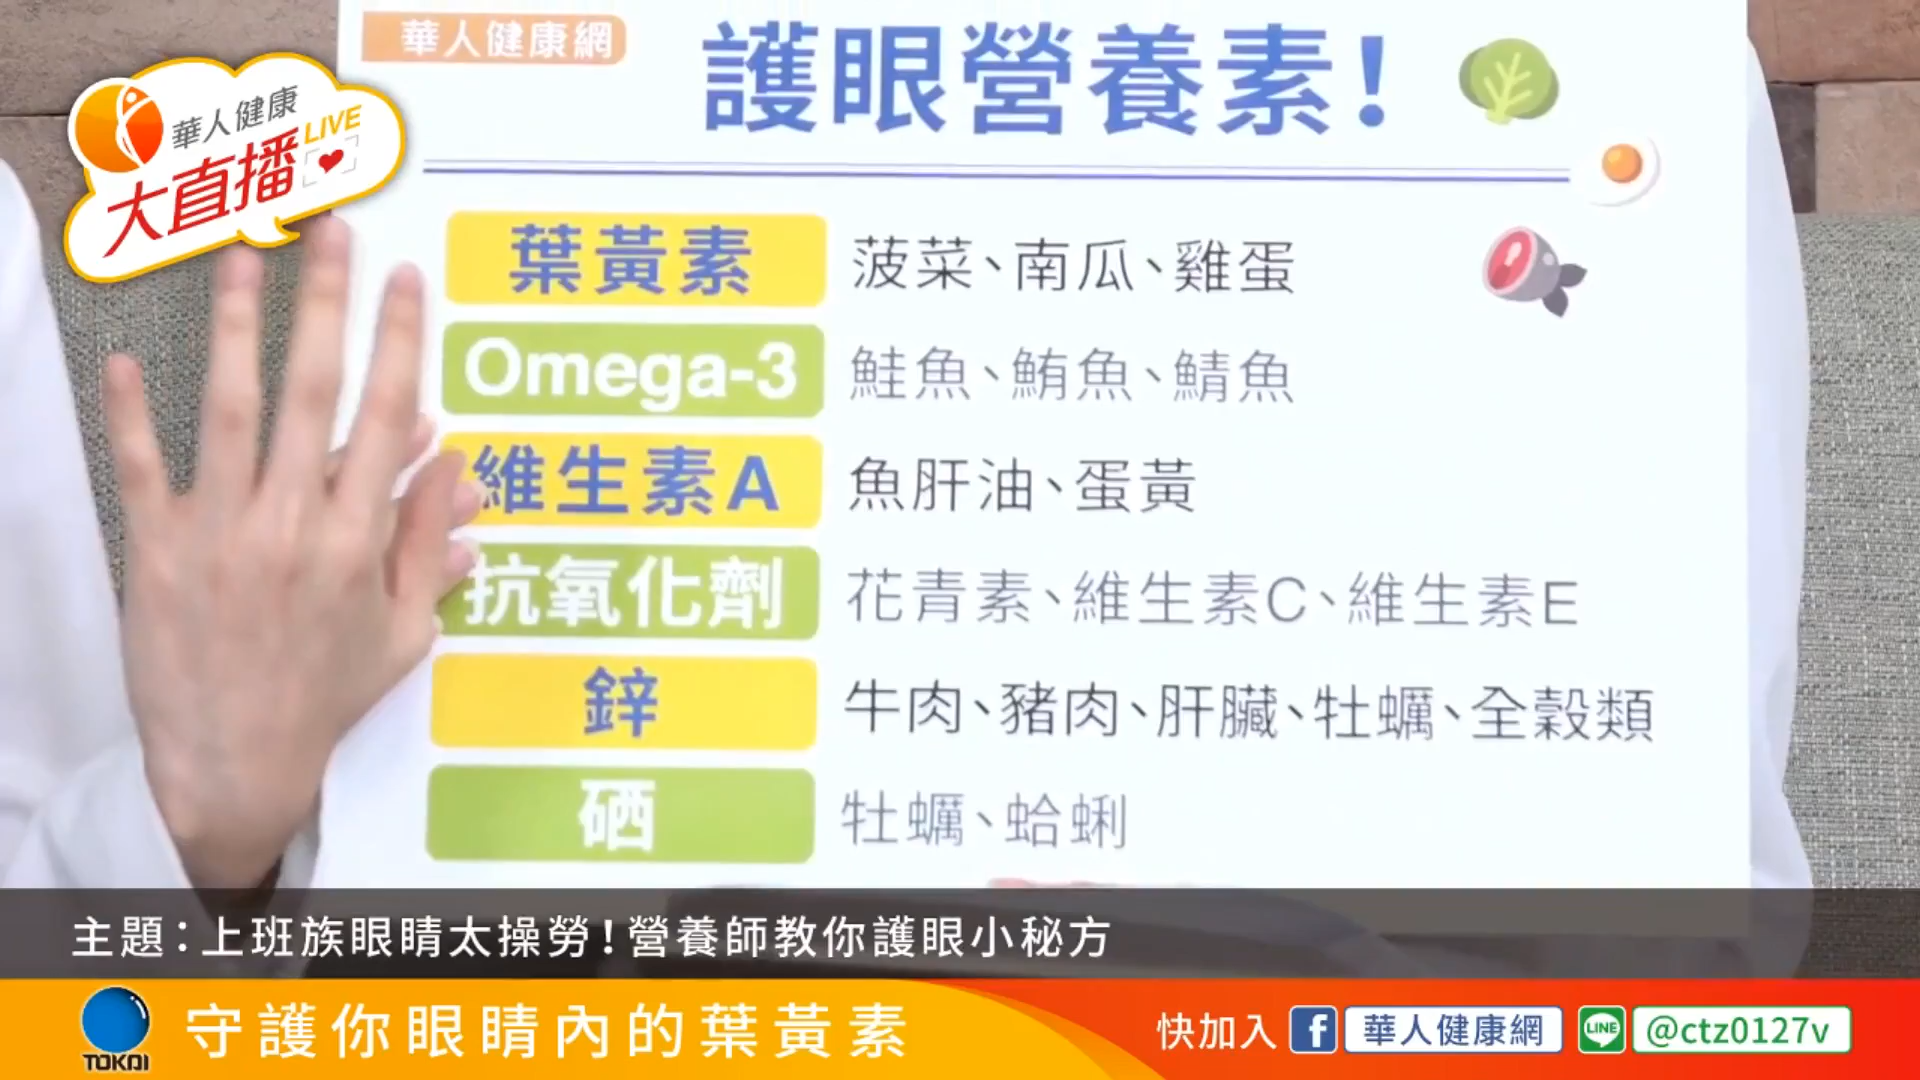 華人健康網
護眼營養素!
華人健康
大直播LIVE
葉黃素 菠菜、南瓜、雞蛋
Omega-3 鮭魚、鮪魚、鯖魚
維生素A 魚肝油、蛋黃
抗氧化劑 花青素、維生素C、維生素E
鋅 牛肉、豬肉、肝臟、牡蠣、全穀類
硒 牡蠣、蛤蜊
主題：上班族眼睛太操勞！營養師教你護眼小秘方
TOKAI
守護你眼睛內的葉黃素
快加入 f 華人健康網 LINE @ctz0127v